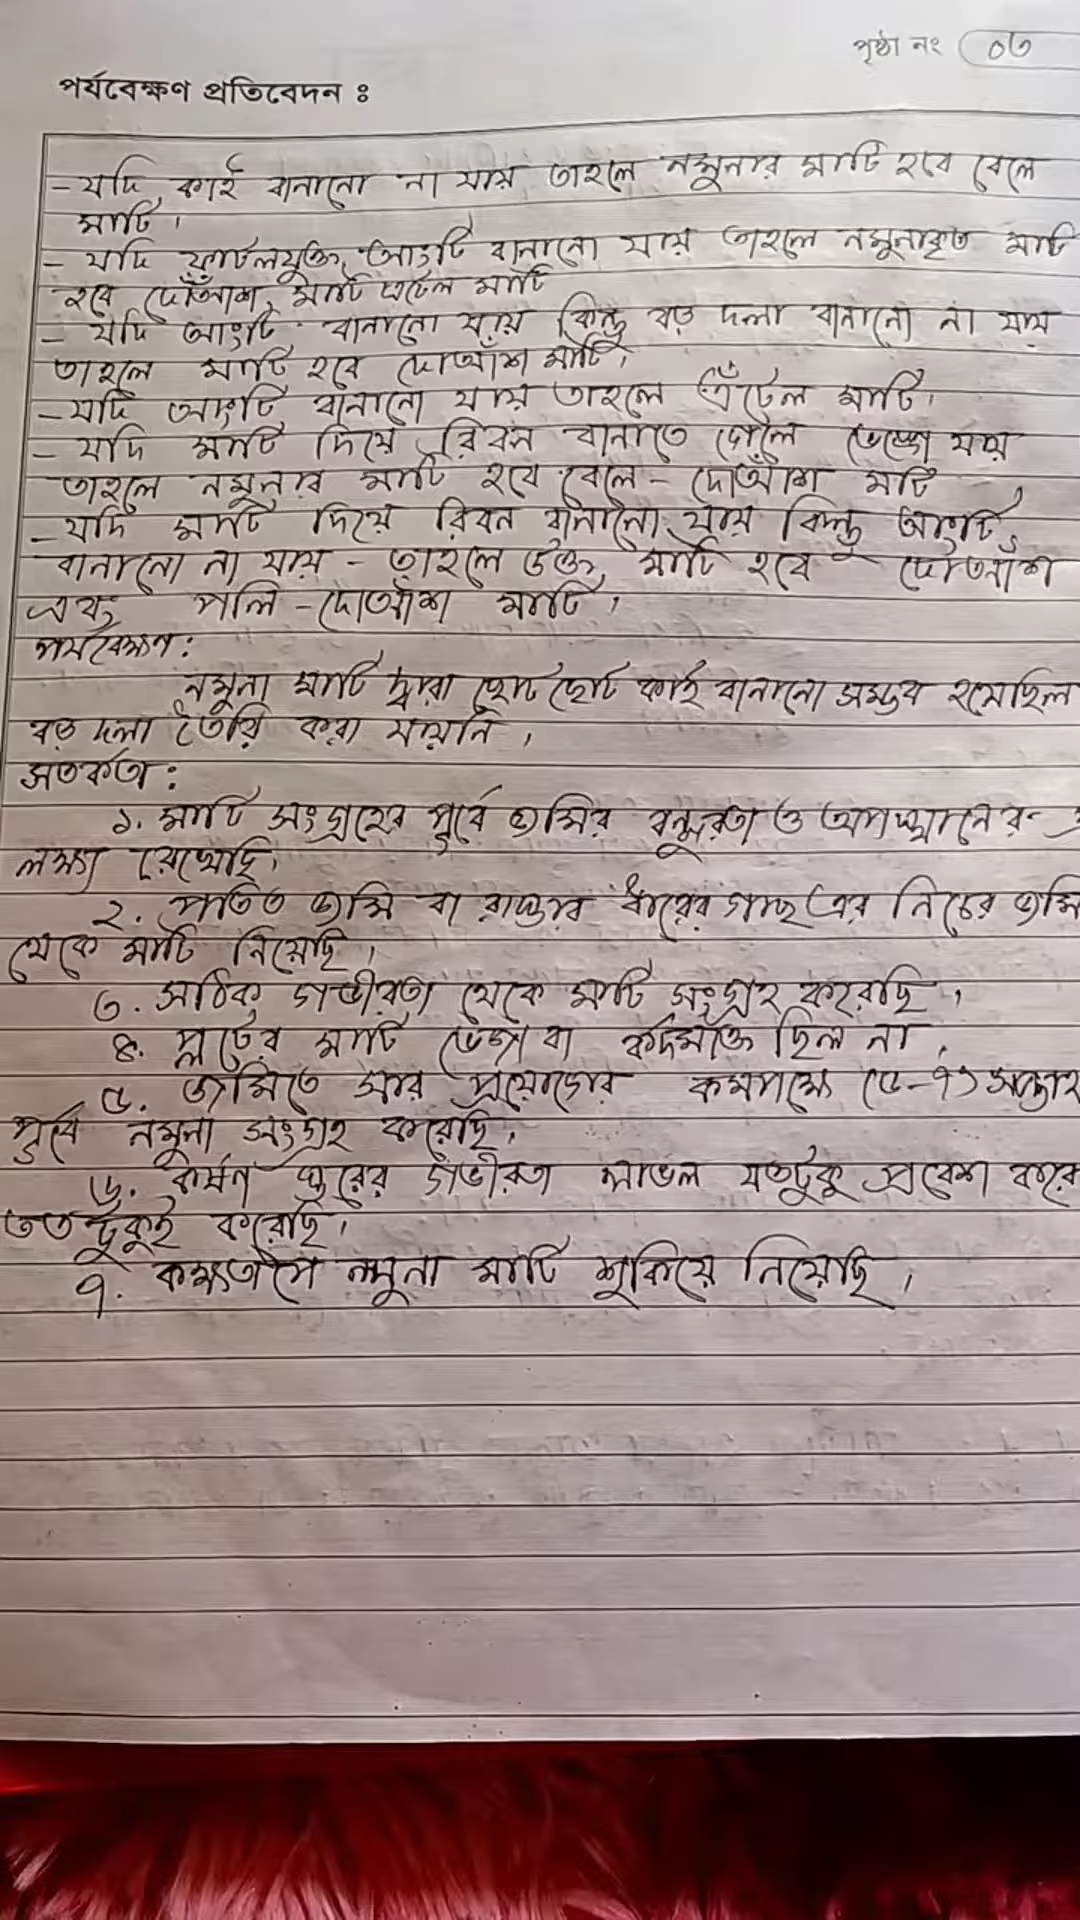 পৃষ্ঠা নং ০৩
পর্যবেক্ষণ প্রতিবেদন ঃ
- যদি কাই বানানো না যায় তাহলে নমুনার মাটি হবে বেলে
মাটি।
- যদি ফাটলযুক্ত আংটি বানানো যায় তাহলে নমুনাকৃত মাটি
হবে দোঁআশ মাটি এটেল মাটি
- যদি আংটি বানানো যায় কিন্তু বড় দলা বানানো না যায়
তাহলে মাটি হবে দোআঁশ মাটি।
- যদি আংটি বানানো যায় তাহলে এঁটেল মাটি।
- যদি মাটি দিয়ে রিবন বানাতে গেলে ভেঙ্গে যায়
তাহলে নমুনার মাটি হবে বেলে - দোআঁশ মটি
- যদি মাটি দিয়ে রিবন বানানো যায় কিন্তু আংটি
বানানো না যায় - তাহলে উক্ত মাটি হবে দোআঁশ
এবং পলি - দোআঁশ মাটি।
পর্যবেক্ষণ:
নমুনা মাটি দ্বারা ছোট ছোট কাই বানানো সম্ভব হয়েছিল
বড় দলা তৈরি করা যায়নি।
সতর্কতা:
১. মাটি সংগ্রহের পূর্বে জমির বন্ধুরতা ও অবস্থানের
লক্ষ্য রেখেছি।
২. পতিত জমি বা রাস্তার ধারের গাছ এর নিচের জমি
থেকে মাটি নিয়েছি।
৩. সঠিক গভীরতা থেকে মাটি সংগ্রহ করেছি।
৪. প্লটের মাটি ভেজা বা কর্দমাক্ত ছিল না।
৫. জমিতে সার প্রয়োগের কমপক্ষে (৫-৭) সপ্তাহ
পূর্বে নমুনা সংগ্রহ করেছি।
৬. কর্ষণ স্তরের গভীরতা লাঙল যতটুকু প্রবেশ করে
ততটুকুই করেছি।
৭. কক্ষতাপে নমুনা মাটি শুকিয়ে নিয়েছি।